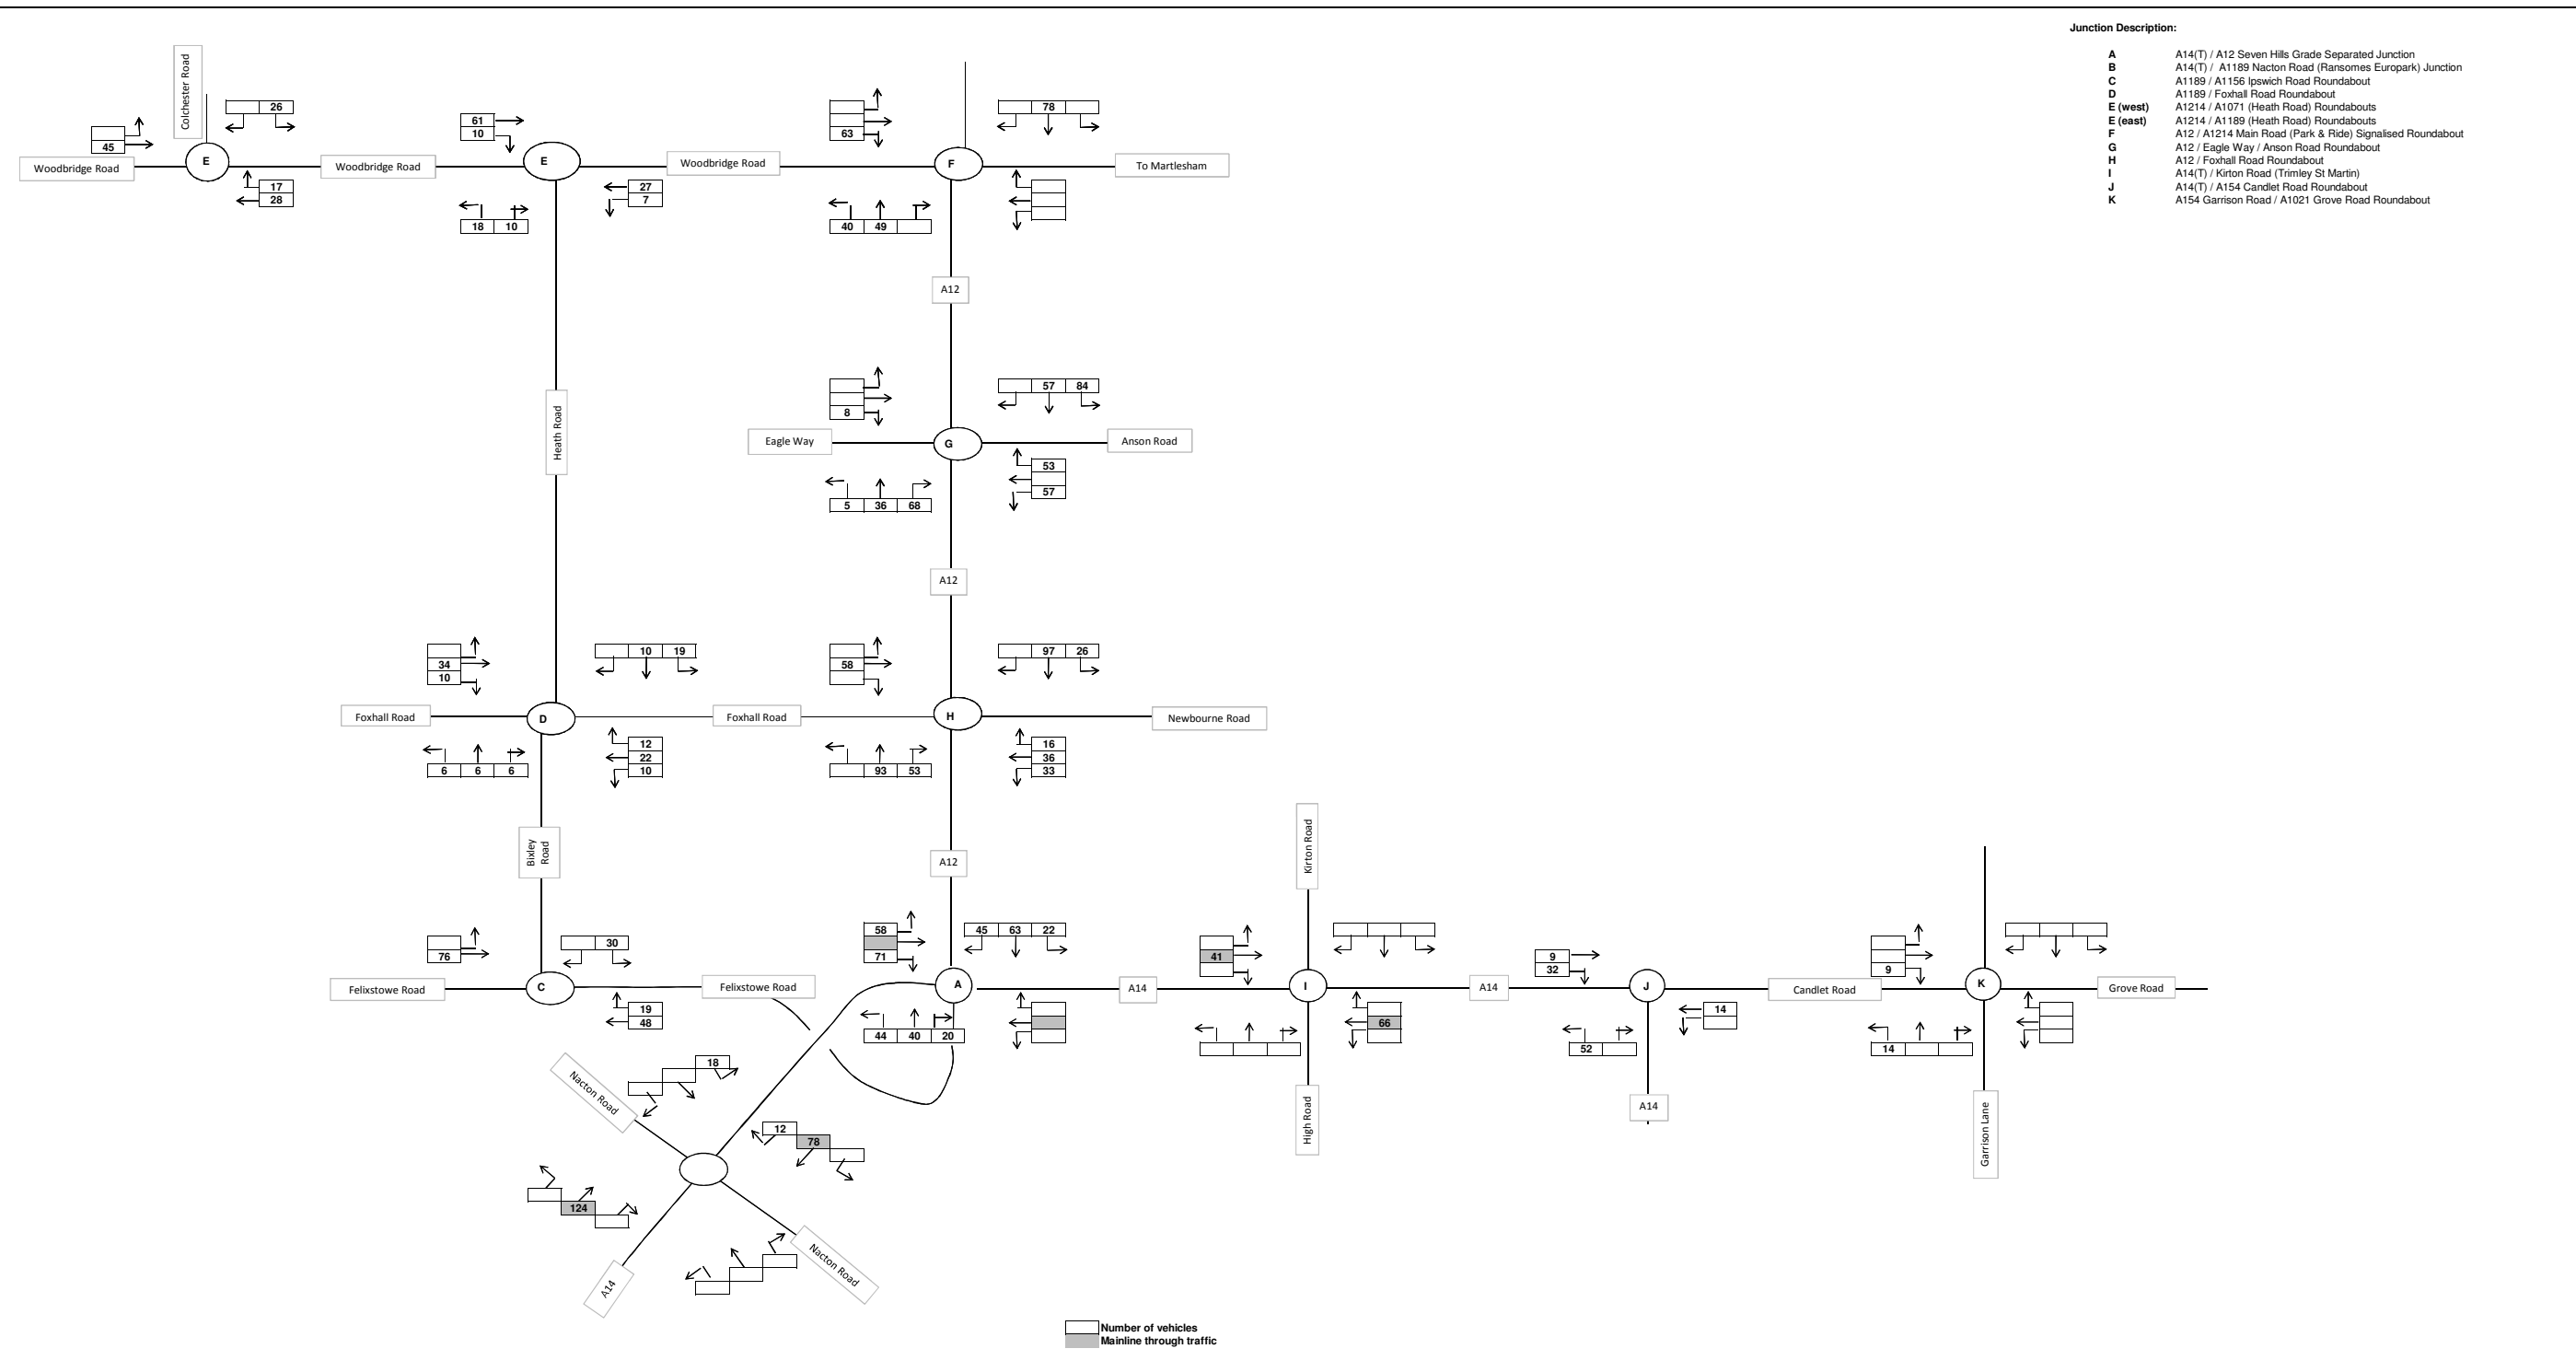 Junction Description:
A A14(T) / A12 Seven Hills Grade Separated Junction
B A14(T) / A1189 Nacton Road (Ransomes Europark) Junction
C A1189 / A1156 Ipswich Road Roundabout
D A1189 / Foxhall Road Roundabout
E (west) A1214 / A1071 (Heath Road) Roundabouts
E (east) A1214 / A1189 (Heath Road) Roundabouts
F A12 / A1214 Main Road (Park & Ride) Signalised Roundabout
G A12 / Eagle Way / Anson Road Roundabout
H A12 / Foxhall Road Roundabout
I A14(T) / Kirton Road (Trimley St Martin)
J A14(T) / A154 Candlet Road Roundabout
K A154 Garrison Road / A1021 Grove Road Roundabout
Colchester Road
26
45
Woodbridge Road
E
17
28
Woodbridge Road
61
10
E
27
7
18 10
Woodbridge Road
63
78
F
To Martlesham
40 49
A12
Heath Road
8
57 84
Eagle Way
G
Anson Road
53
57
5 36 68
A12
34
10
10 19
Foxhall Road
D
12
22
10
6 6 6
Foxhall Road
58
97 26
H
Newbourne Road
16
36
33
93 53
Bixley
Road
A12
76
30
Felixstowe Road
C
19
48
Felixstowe Road
58
71
45 63 22
A
44 40 20
A14
Kirton Road
41
I
66
High Road
A14
9
32
J
14
52
A14
Candlet Road
9
K
Grove Road
14
Garrison Lane
Nacton Road
18
12
78
124
A14
Nacton Road
Number of vehicles
Mainline through traffic